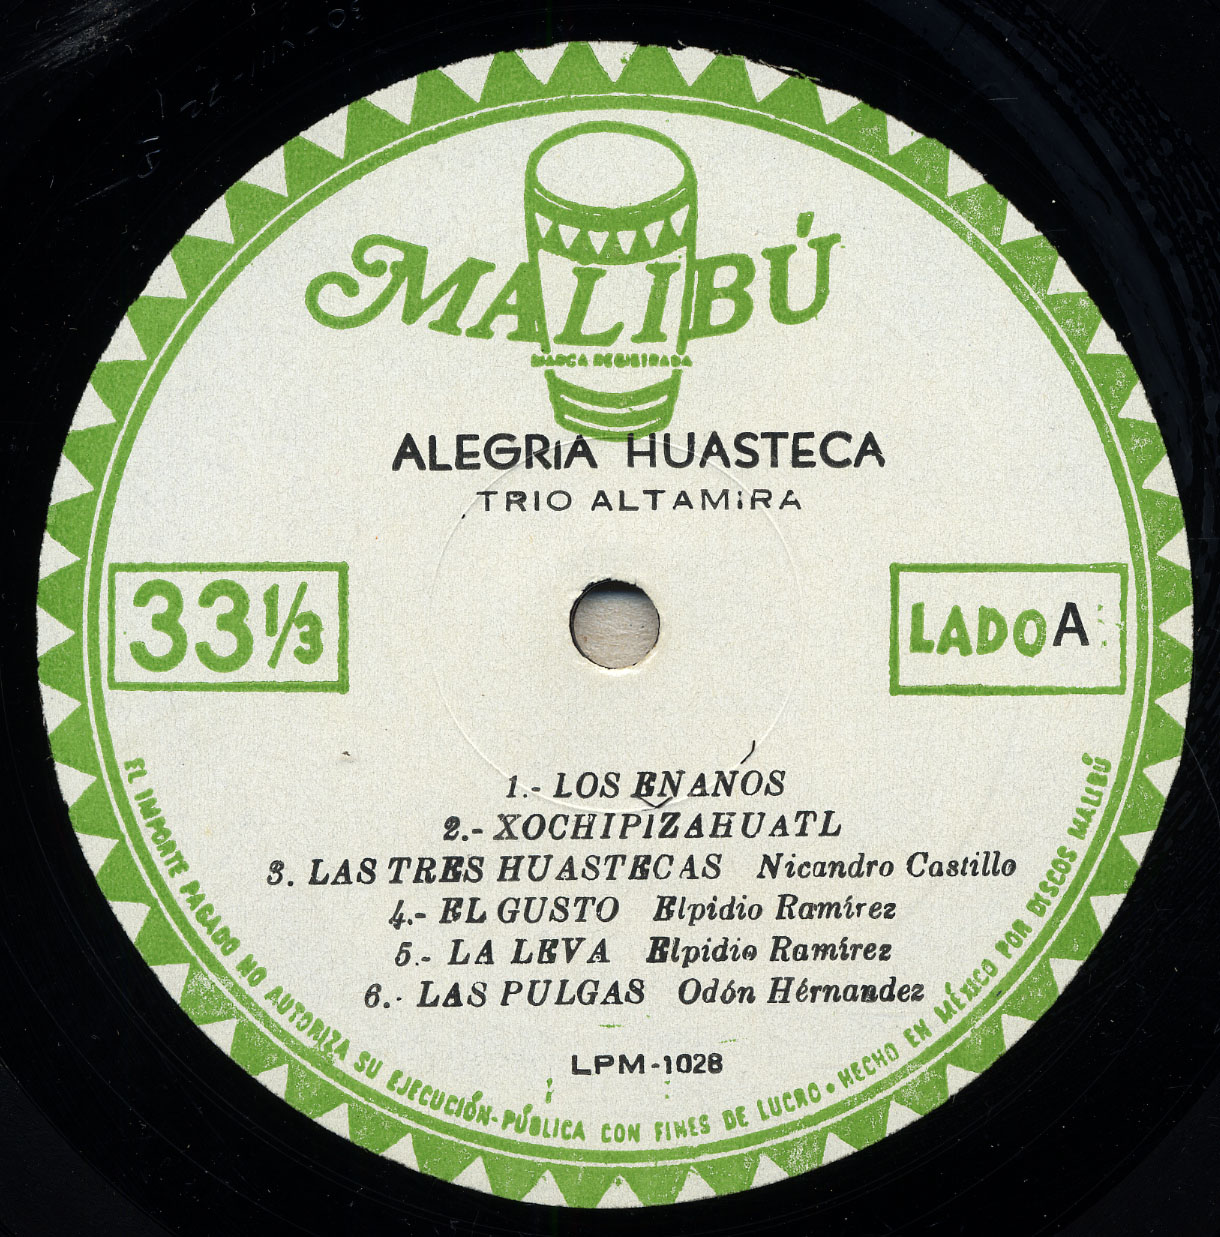 MALIBÚ
MARCA REGISTRADA
ALEGRiA HUASTECA
TRIO ALTAMiRA
33 1/3
LADO A
1.- LOS ENANOS
2.- XOCHIPIZAHUATL
3. LAS TRES HUASTECAS Nicandro Castillo
4.- EL GUSTO Elpidio Ramírez
5.- LA LEVA Elpidio Ramírez
6.- LAS PULGAS Odón Hérnandez
LPM-1028
EL IMPORTE PAGADO NO AUTORIZA SU EJECUCIÓN-PÚBLICA CON FINES DE LUCRO • HECHO EN MÉXICO POR DISCOS MALIBÚ